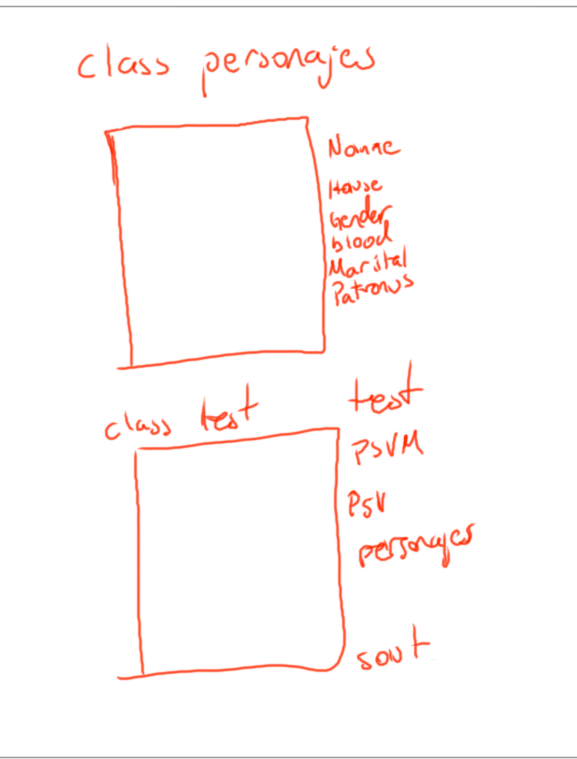 class personajes
Name
House
Gender
blood
Marital
Patronus
class test
test
PSVM
PSV
personajes
sout